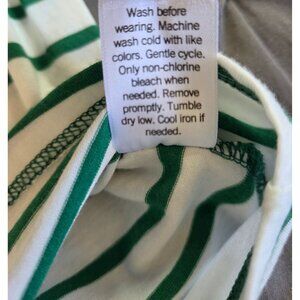 Wash before
wearing. Machine
wash cold with like
colors. Gentle cycle.
Only non-chlorine
bleach when
needed. Remove
promptly. Tumble
dry low. Cool iron if
needed.